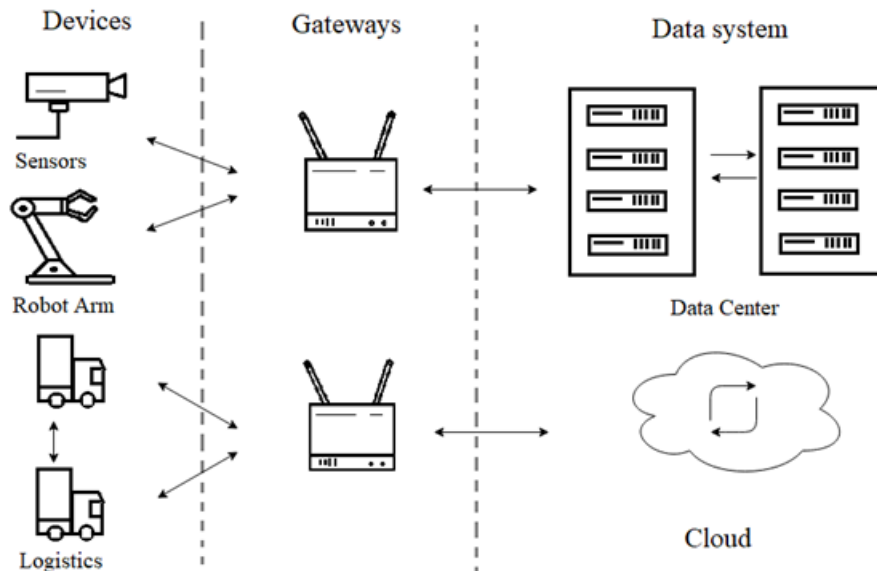 Devices
Gateways
Data system
Sensors
Robot Arm
Data Center
Logistics
Cloud